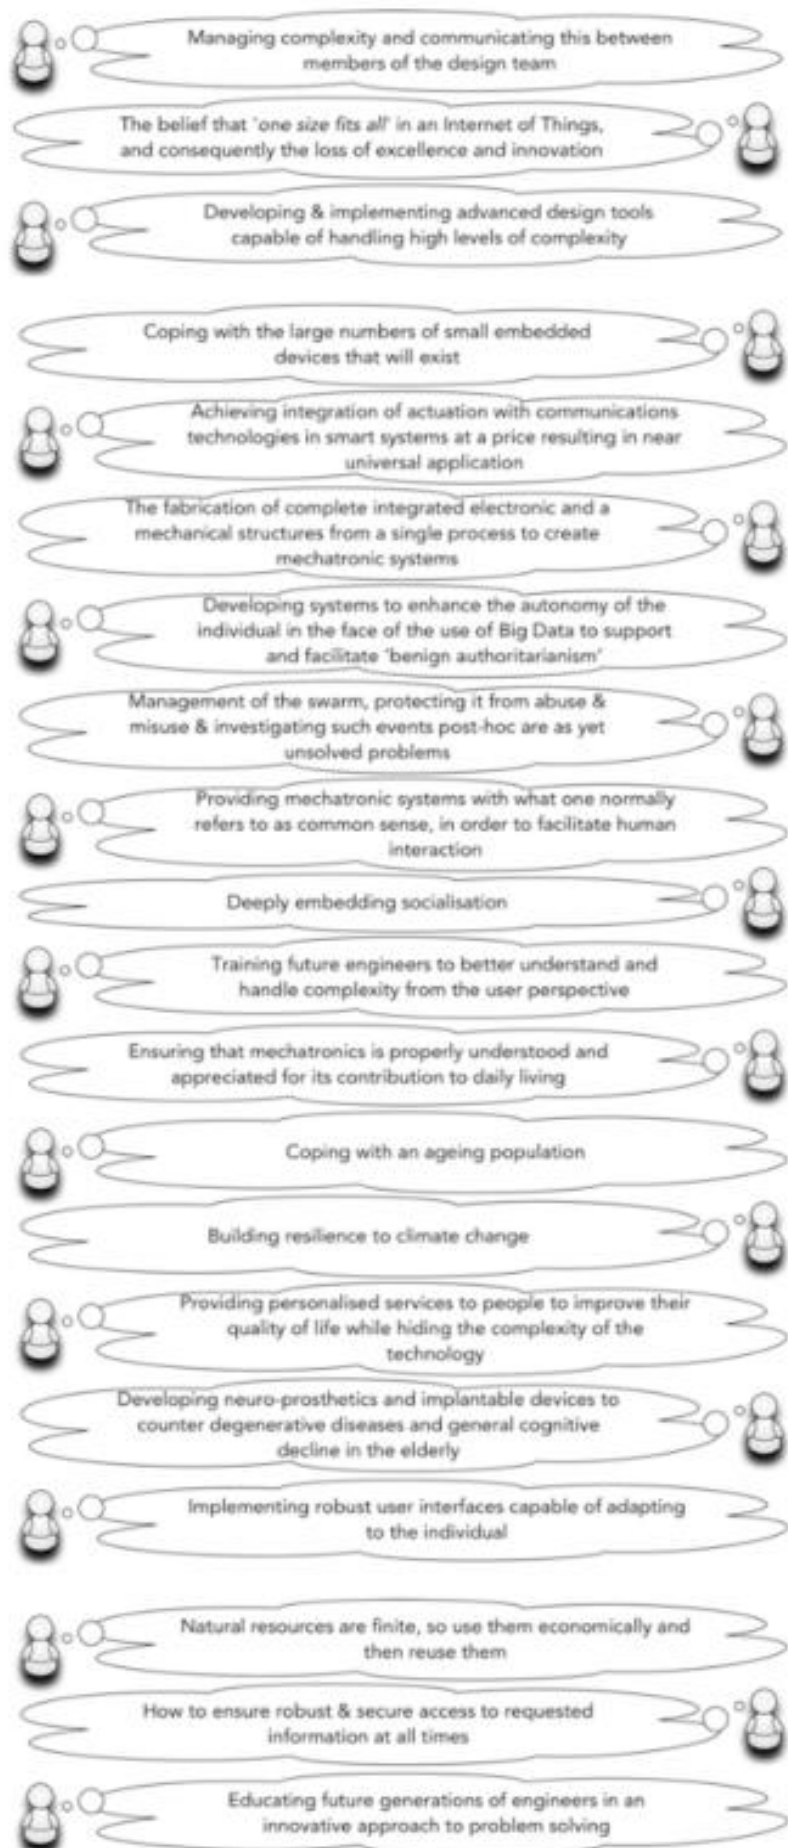 Managing complexity and communicating this between
members of the design team
The belief that 'one size fits all' in an Internet of Things,
and consequently the loss of excellence and innovation
Developing & implementing advanced design tools
capable of handling high levels of complexity
Coping with the large numbers of small embedded
devices that will exist
Achieving integration of actuation with communications
technologies in smart systems at a price resulting in near
universal application
The fabrication of complete integrated electronic and a
mechanical structures from a single process to create
mechatronic systems
Developing systems to enhance the autonomy of the
individual in the face of the use of Big Data to support
and facilitate 'benign authoritarianism'
Management of the swarm, protecting it from abuse &
misuse & investigating such events post-hoc are as yet
unsolved problems
Providing mechatronic systems with what one normally
refers to as common sense, in order to facilitate human
interaction
Deeply embedding socialisation
Training future engineers to better understand and
handle complexity from the user perspective
Ensuring that mechatronics is properly understood and
appreciated for its contribution to daily living
Coping with an ageing population
Building resilience to climate change
Providing personalised services to people to improve their
quality of life while hiding the complexity of the
technology
Developing neuro-prosthetics and implantable devices to
counter degenerative diseases and general cognitive
decline in the elderly
Implementing robust user interfaces capable of adapting
to the individual
Natural resources are finite, so use them economically and
then reuse them
How to ensure robust & secure access to requested
information at all times
Educating future generations of engineers in an
innovative approach to problem solving